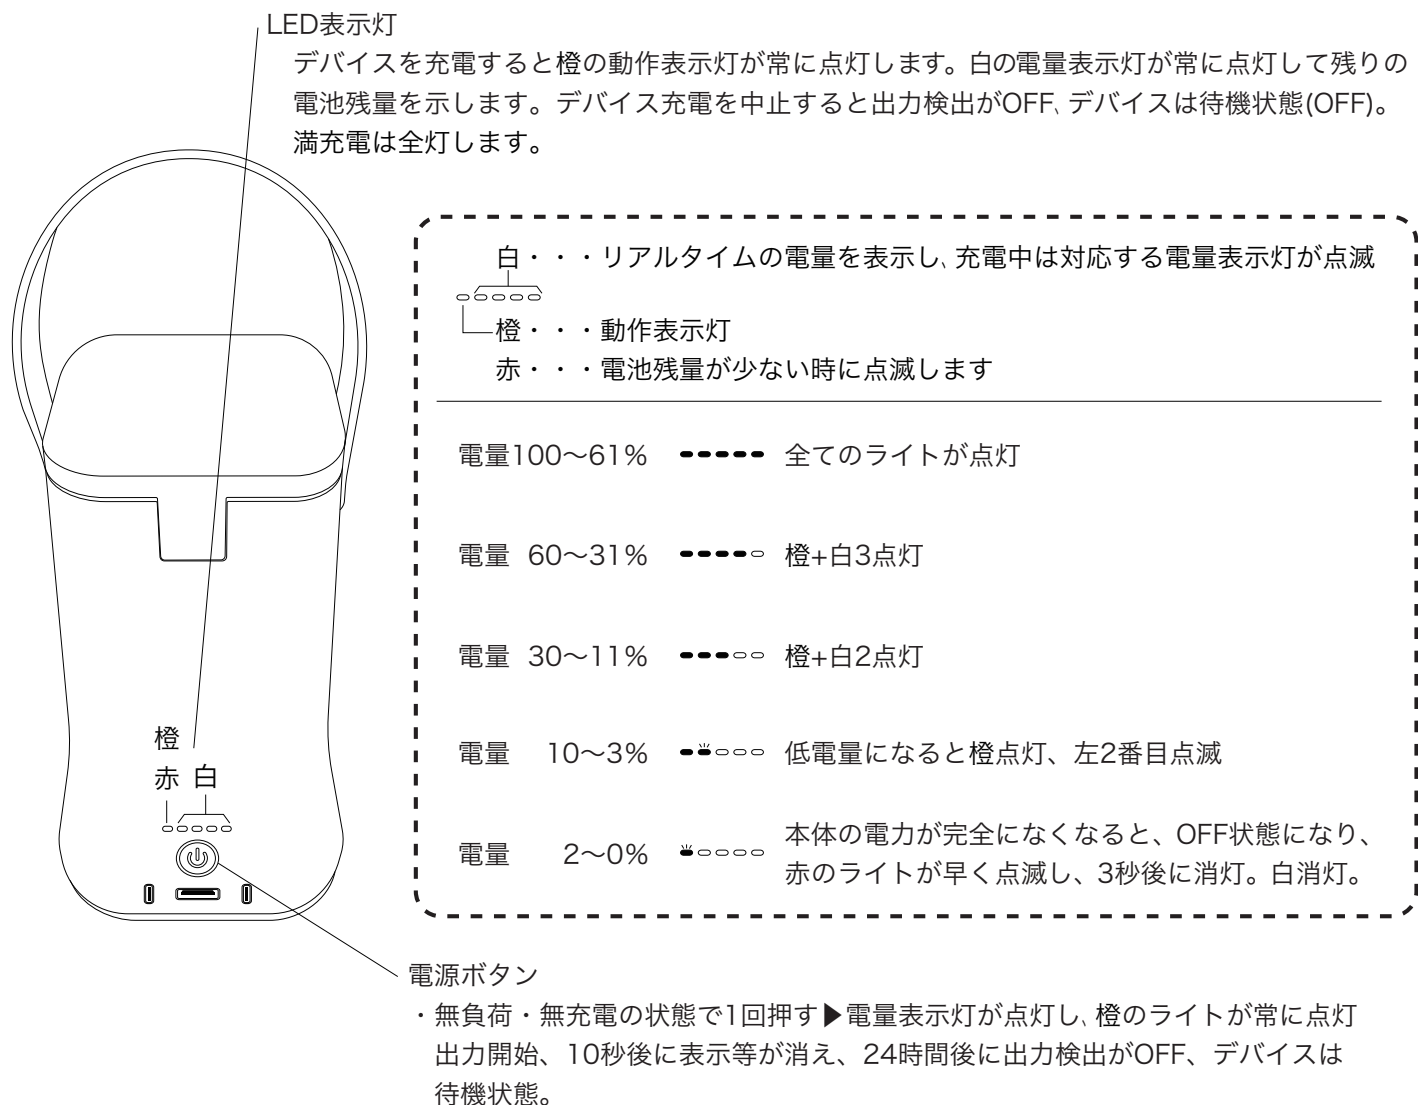 LED表示灯
デバイスを充電すると橙の動作表示灯が常に点灯します。白の電量表示灯が常に点灯して残りの
電池残量を示します。デバイス充電を中止すると出力検出がOFF、デバイスは待機状態(OFF)。
満充電は全灯します。
白・・・リアルタイムの電量を表示し、充電中は対応する電量表示灯が点滅
橙・・・動作表示灯
赤・・・電池残量が少ない時に点滅します
電量100〜61% 全てのライトが点灯
電量 60〜31% 橙+白3点灯
電量 30〜11% 橙+白2点灯
電量 10〜3% 低電量になると橙点灯、左2番目点滅
電量 2〜0% 本体の電力が完全になくなると、OFF状態になり、
赤のライトが早く点滅し、3秒後に消灯。白消灯。
橙
赤 白
電源ボタン
・無負荷・無充電の状態で1回押す▶電量表示灯が点灯し、橙のライトが常に点灯
出力開始、10秒後に表示等が消え、24時間後に出力検出がOFF、デバイスは
待機状態。